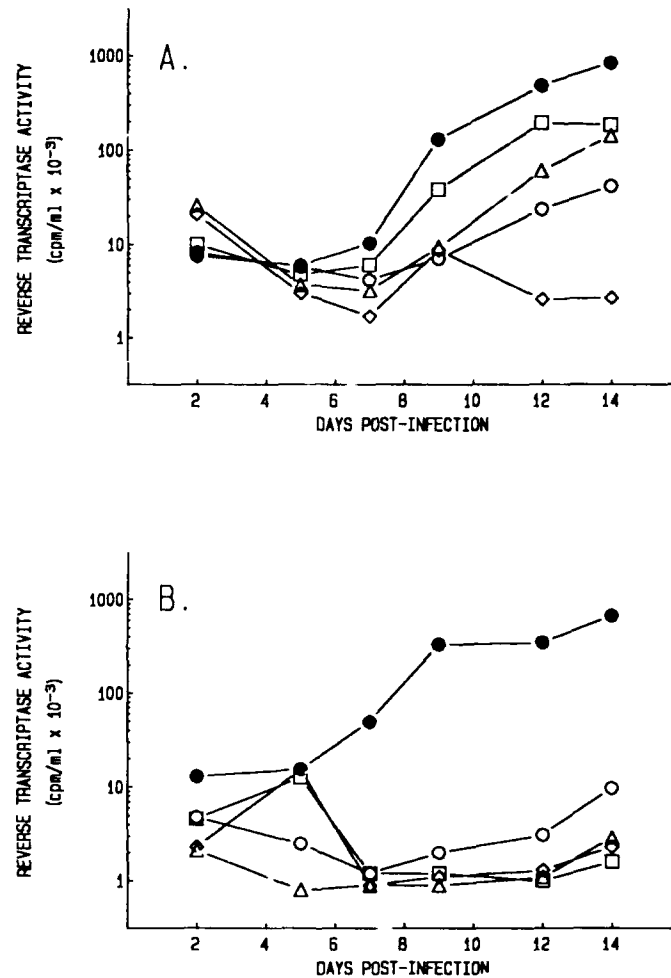 A.
REVERSE TRANSCRIPTASE ACTIVITY
(cpm/ml x 10⁻³)
1000
100
10
1
2 4 6 8 10 12 14
DAYS POST-INFECTION
B.
REVERSE TRANSCRIPTASE ACTIVITY
(cpm/ml x 10⁻³)
1000
100
10
1
2 4 6 8 10 12 14
DAYS POST-INFECTION